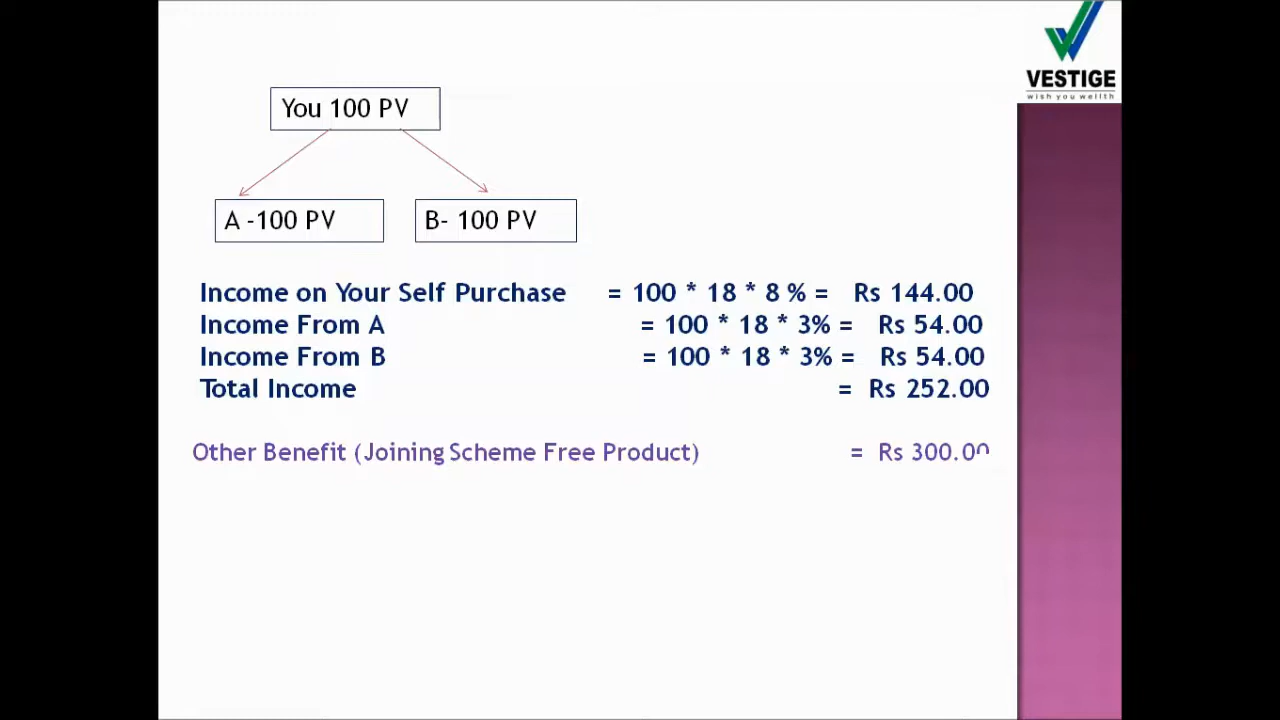 VESTIGE
wish you wellth
You 100 PV
A -100 PV
B- 100 PV
Income on Your Self Purchase = 100 * 18 * 8 % = Rs 144.00
Income From A = 100 * 18 * 3% = Rs 54.00
Income From B = 100 * 18 * 3% = Rs 54.00
Total Income = Rs 252.00
Other Benefit (Joining Scheme Free Product) = Rs 300.00